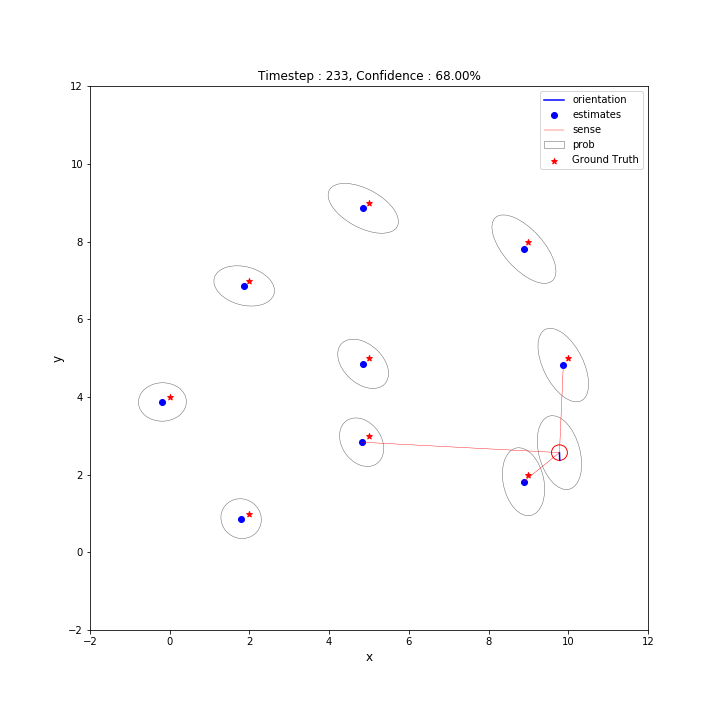 Timestep : 233, Confidence : 68.00%
orientation
estimates
sense
prob
Ground Truth
12
10
8
6
4
2
0
−2
y
−2 0 2 4 6 8 10 12
x